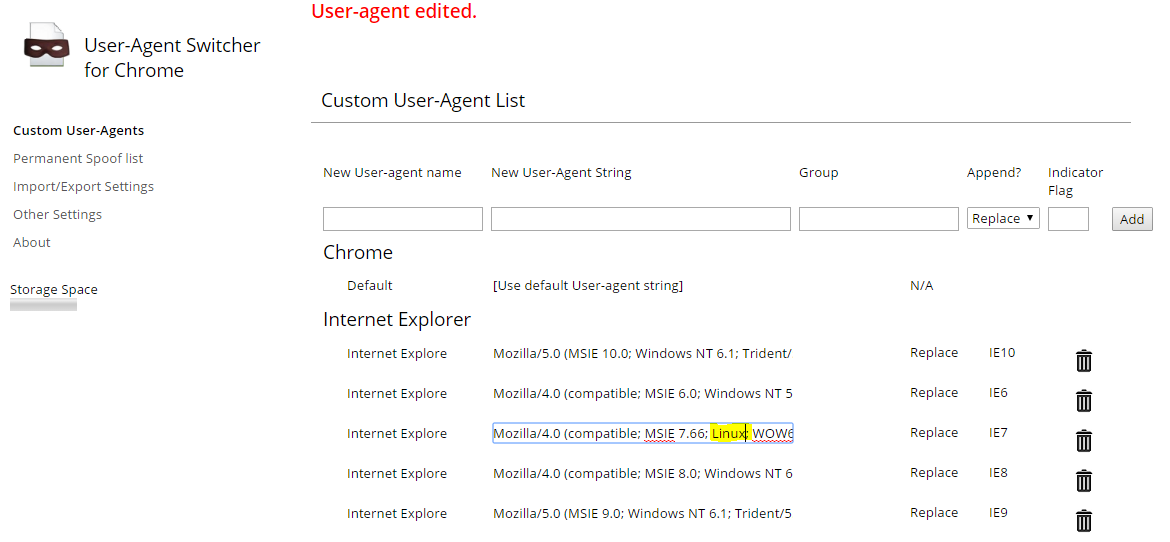 User-agent edited.
User-Agent Switcher
for Chrome
Custom User-Agents
Permanent Spoof list
Import/Export Settings
Other Settings
About
Storage Space
Custom User-Agent List
New User-agent name New User-Agent String Group Append? Indicator
Flag
Replace Add
Chrome
Default [Use default User-agent string] N/A
Internet Explorer
Internet Explore Mozilla/5.0 (MSIE 10.0; Windows NT 6.1; Trident/ Replace IE10
Internet Explore Mozilla/4.0 (compatible; MSIE 6.0; Windows NT 5 Replace IE6
Internet Explore Mozilla/4.0 (compatible; MSIE 7.66; Linux; WOW6 Replace IE7
Internet Explore Mozilla/4.0 (compatible; MSIE 8.0; Windows NT 6 Replace IE8
Internet Explore Mozilla/5.0 (MSIE 9.0; Windows NT 6.1; Trident/5 Replace IE9